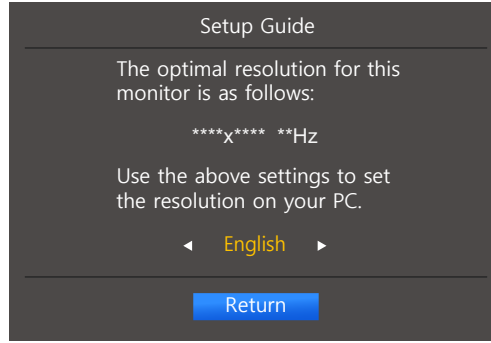 Setup Guide
The optimal resolution for this
monitor is as follows:
****x**** **Hz
Use the above settings to set
the resolution on your PC.
English
Return